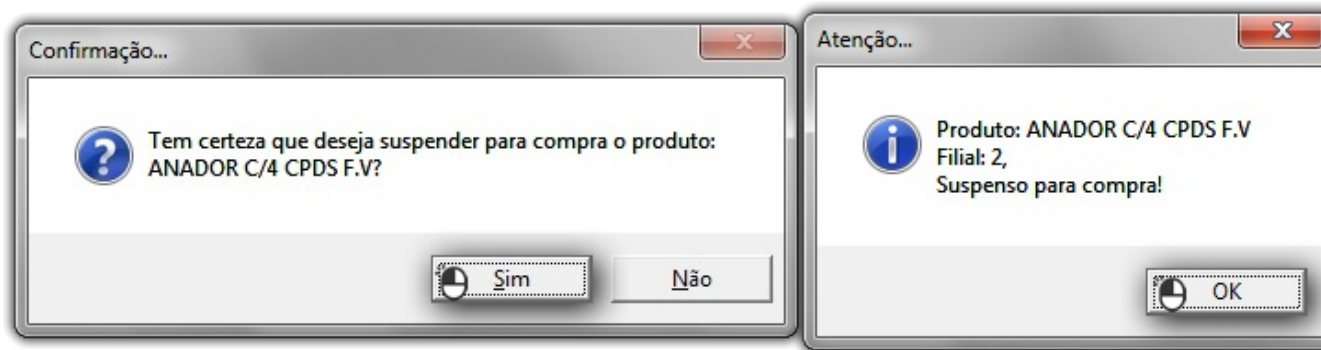 Confirmação...
Tem certeza que deseja suspender para compra o produto:
ANADOR C/4 CPDS F.V?
Sim
Não
Atenção...
Produto: ANADOR C/4 CPDS F.V
Filial: 2,
Suspenso para compra!
OK